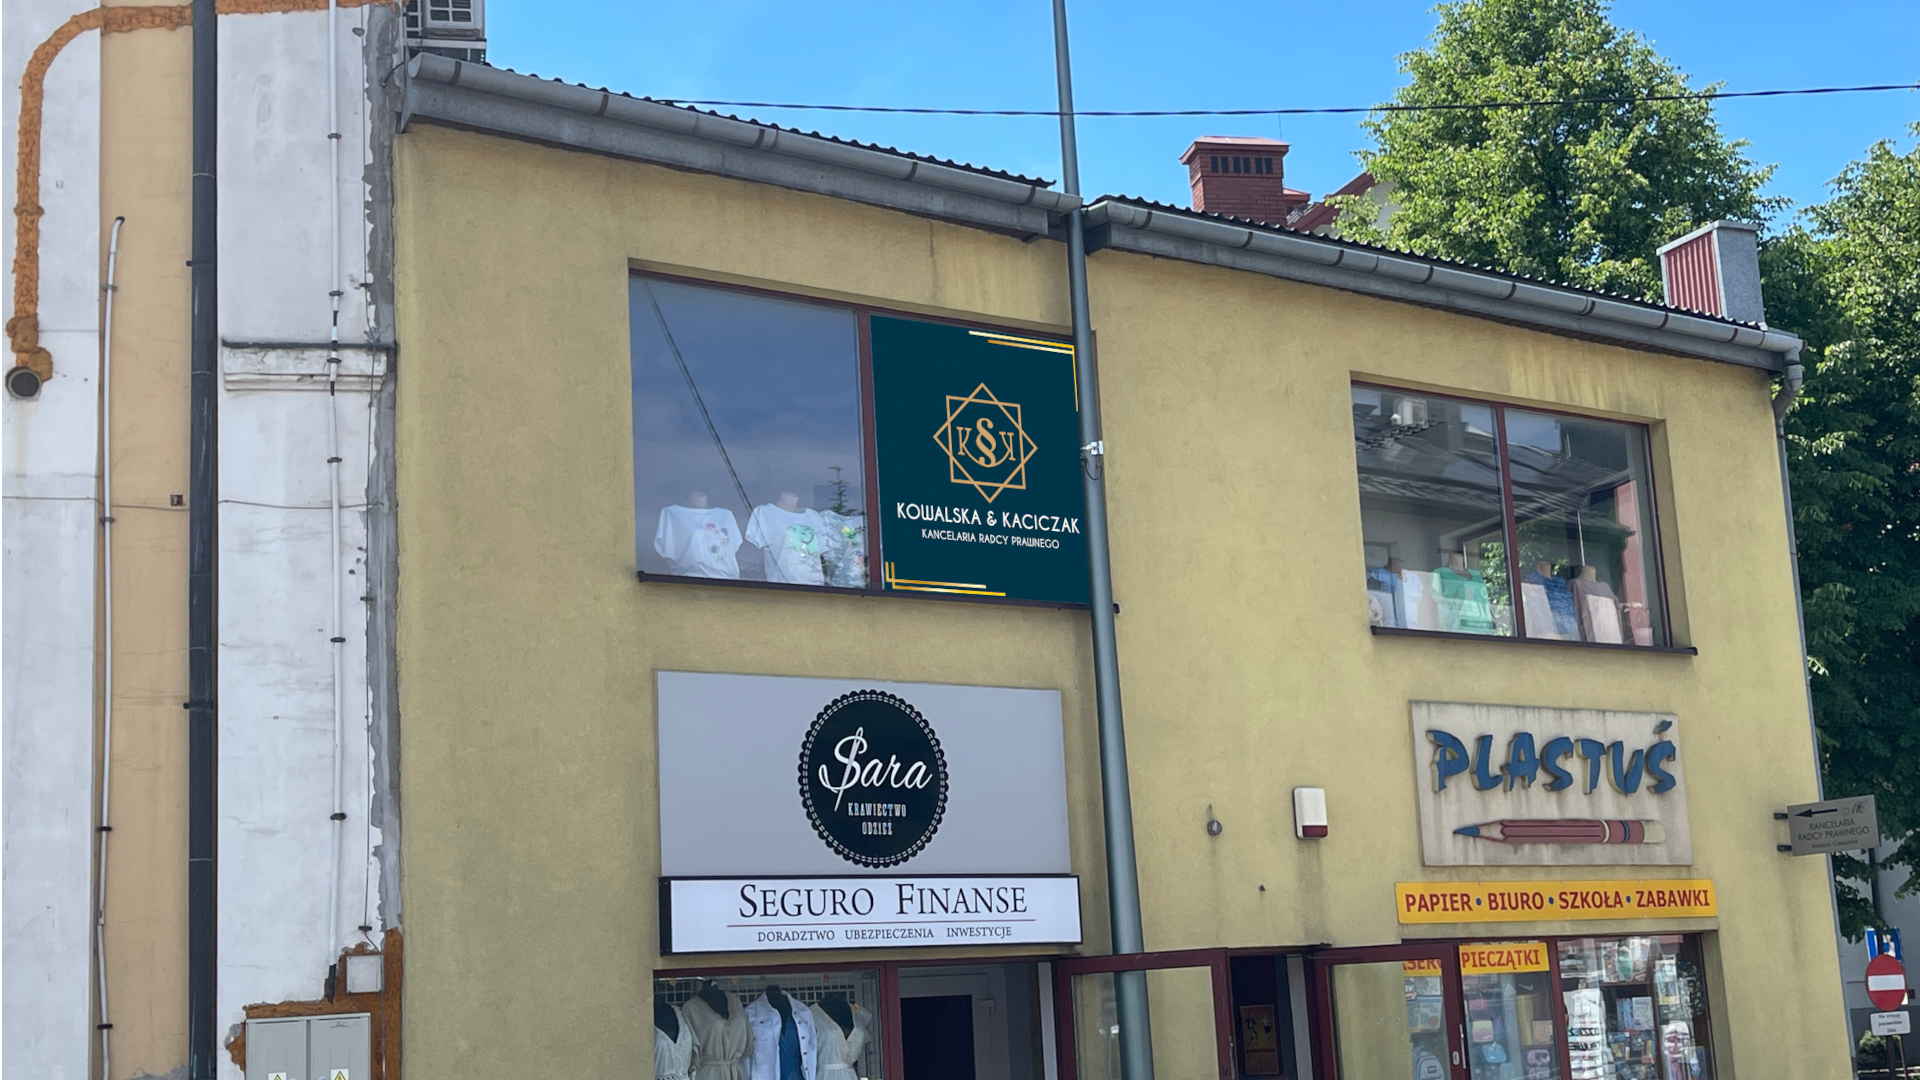 K § K
KOWALSKA & KACICZAK
KANCELARIA RADCY PRAWNEGO
Sara
KRAWIECTWO
ODZIEŻ
SEGURO FINANSE
DORADZTWO UBEZPIECZENIA INWESTYCJE
PLASTUŚ
PAPIER • BIURO • SZKOŁA • ZABAWKI
PIECZĄTKI
KANCELARIA
RADCY PRAWNEGO